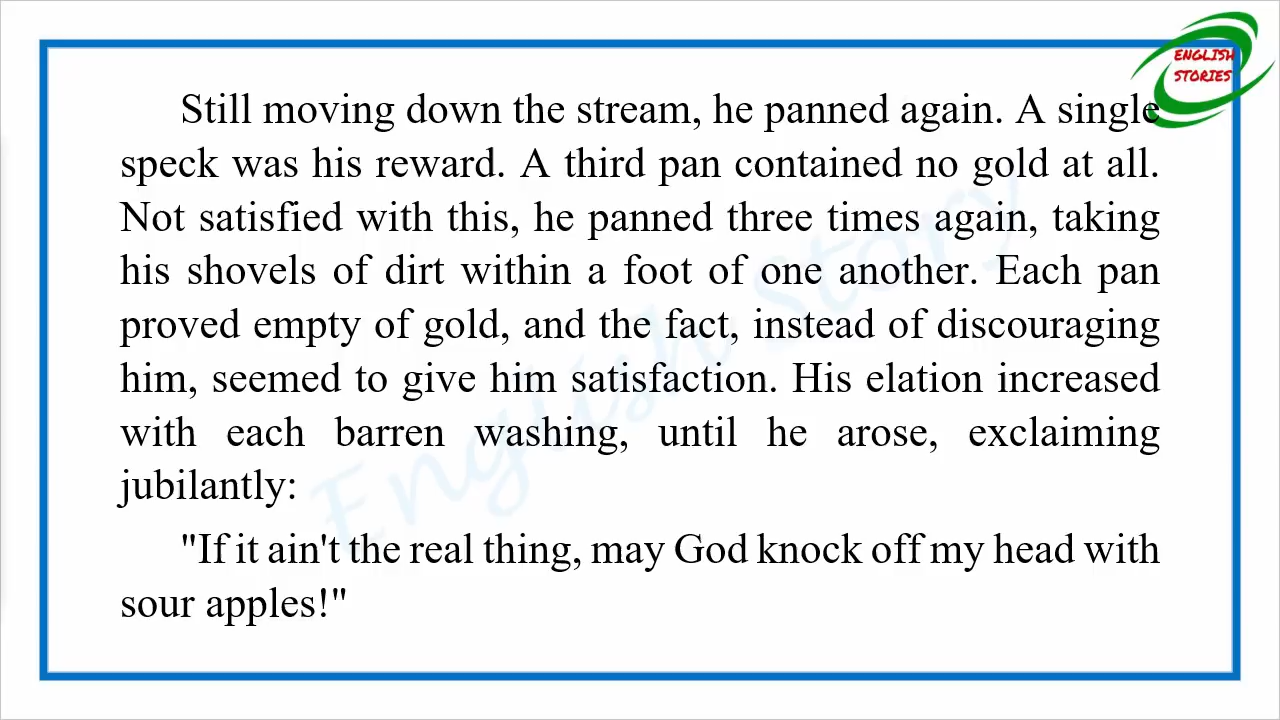 ENGLISH
STORIES
Still moving down the stream, he panned again. A single
speck was his reward. A third pan contained no gold at all.
Not satisfied with this, he panned three times again, taking
his shovels of dirt within a foot of one another. Each pan
proved empty of gold, and the fact, instead of discouraging
him, seemed to give him satisfaction. His elation increased
with each barren washing, until he arose, exclaiming
jubilantly:
"If it ain't the real thing, may God knock off my head with
sour apples!"
English Story